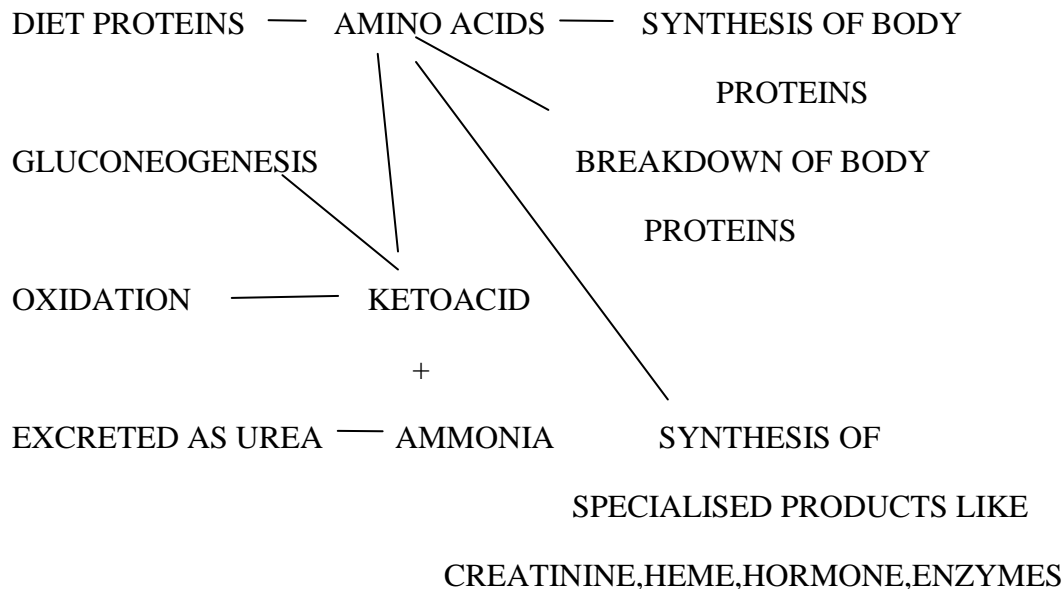 DIET PROTEINS AMINO ACIDS SYNTHESIS OF BODY
PROTEINS
GLUCONEOGENESIS BREAKDOWN OF BODY
PROTEINS
OXIDATION KETOACID
+
EXCRETED AS UREA AMMONIA SYNTHESIS OF
SPECIALISED PRODUCTS LIKE
CREATININE,HEME,HORMONE,ENZYMES